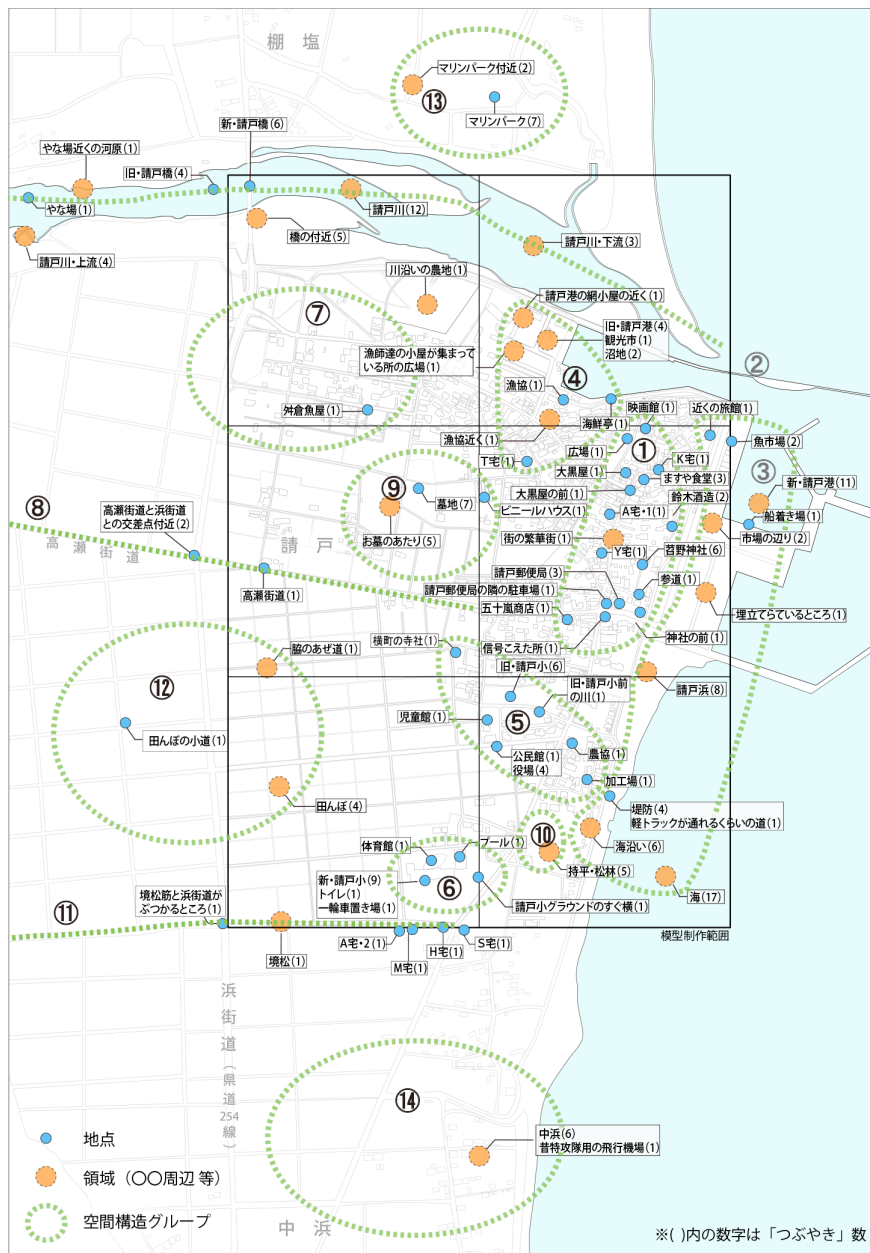 棚 塩
マリンパーク付近(2)
⑬
マリンパーク(7)
新・請戸橋(6)
やな場近くの河原(1)
旧・請戸橋(4)
やな場(1)
請戸川(12)
橋の付近(5)
請戸川・上流(4)
請戸川・下流(3)
川沿いの農地(1)
⑦
請戸港の網小屋の近く(1)
旧・請戸港(4)
観光市(1)
沼地(2)
漁師達の小屋が集まって
いる所の広場(1)
②
④
漁協(1)
舛倉魚屋(1)
海鮮亭(1)
映画館(1)
近くの旅館(1)
漁協近く(1)
広場(1)
①
魚市場(2)
T宅(1)
K宅(1)
大黒屋(1)
ますや食堂(3)
③
⑨
墓地(7)
大黒屋の前(1)
鈴木酒造(2)
新・請戸港(11)
⑧
高瀬街道と浜街道
との交差点付近(2)
ビニールハウス(1)
A宅・1(1)
船着き場(1)
お墓のあたり(5)
街の繁華街(1)
市場の辺り(2)
高 瀬 街 道
請 戸
Y宅(1)
苕野神社(6)
請戸郵便局(3)
高瀬街道(1)
請戸郵便局の隣の駐車場(1)
参道(1)
五十嵐商店(1)
埋立てらているところ(1)
横町の寺社(1)
信号こえた所(1)
神社の前(1)
脇のあぜ道(1)
旧・請戸小(6)
⑫
旧・請戸小前
の川(1)
請戸浜(8)
児童館(1)
⑤
田んぼの小道(1)
公民館(1)
役場(4)
農協(1)
加工場(1)
田んぼ(4)
堤防(4)
軽トラックが通れるくらいの道(1)
⑩
体育館(1)
プール(1)
海沿い(6)
持平・松林(5)
新・請戸小(9)
トイレ(1)
一輪車置き場(1)
⑥
海(17)
境松筋と浜街道が
ぶつかるところ(1)
請戸小グラウンドのすぐ横(1)
⑪
模型制作範囲
境松(1)
A宅・2(1)
M宅(1)
H宅(1)
S宅(1)
浜街道（県道254線）
⑭
地点
中浜(6)
昔特攻隊用の飛行機場(1)
領域（〇〇周辺 等）
空間構造グループ
中 浜
※( )内の数字は「つぶやき」数